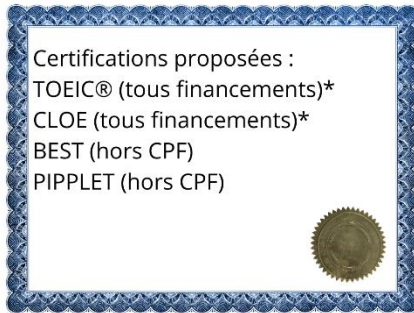 Certifications proposées :
TOEIC® (tous financements)*
CLOE (tous financements)*
BEST (hors CPF)
PIPPLET (hors CPF)